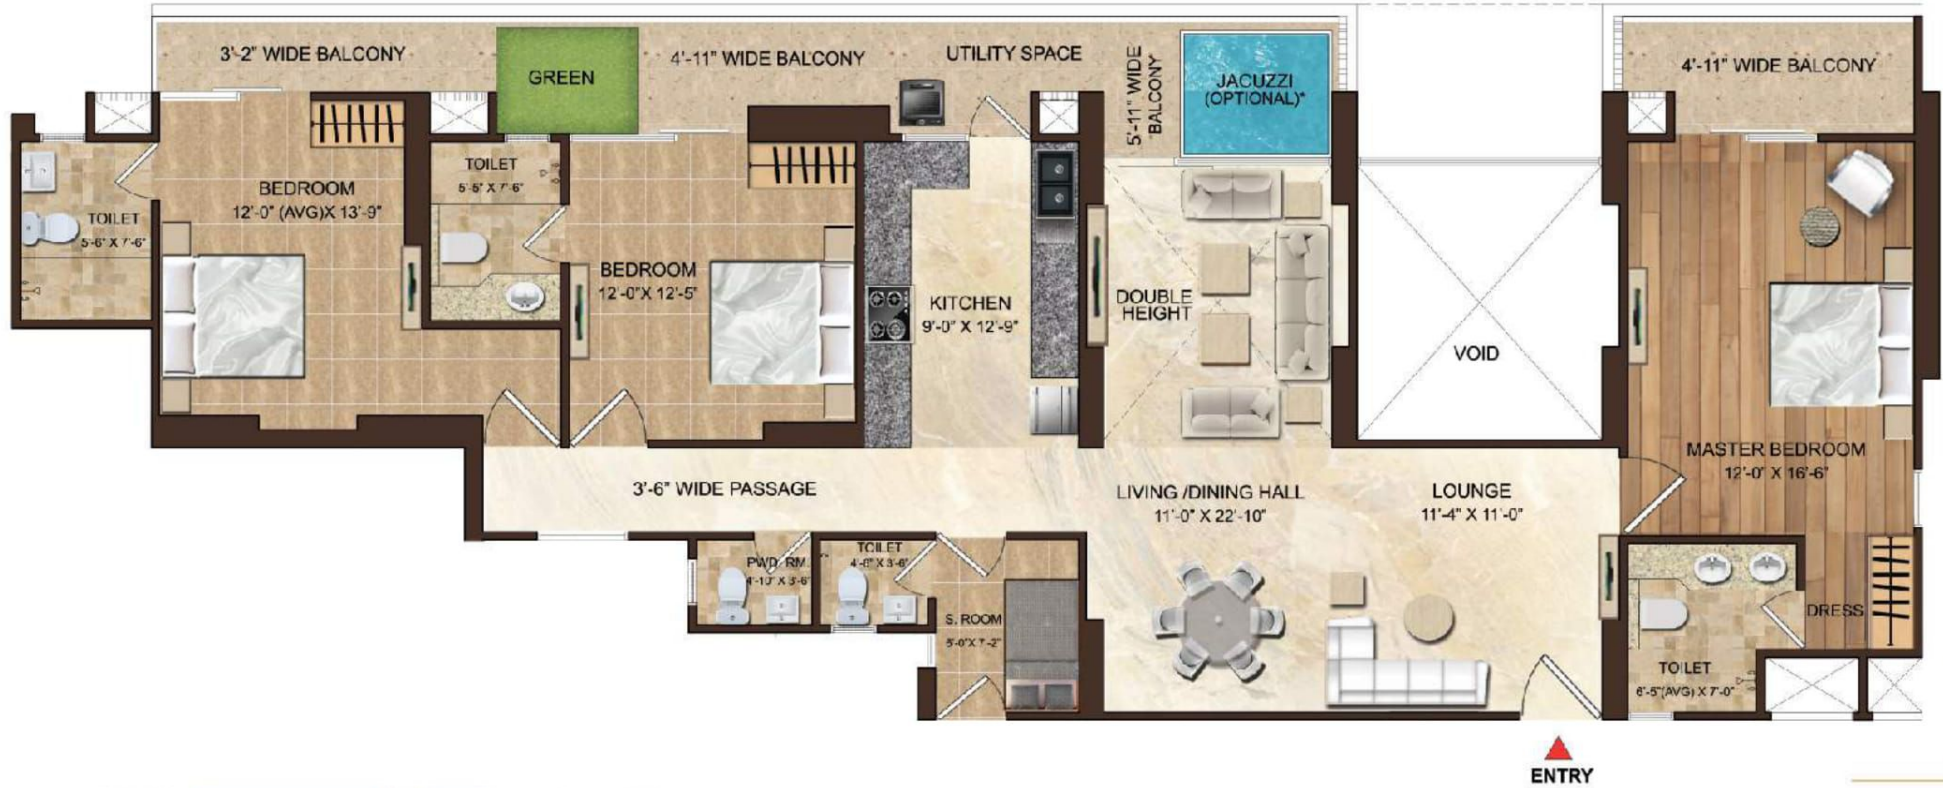 3'-2" WIDE BALCONY
GREEN
4'-11" WIDE BALCONY
UTILITY SPACE
5'-11" WIDE
"BALCONY
JACUZZI
(OPTIONAL)*
4'-11" WIDE BALCONY
TOILET
5'-6" X 7'-6"
BEDROOM
12'-0" (AVG)X 13'-9"
TOILET
5'-5" X 7'-6"
BEDROOM
12'-0"X 12'-5"
KITCHEN
9'-0" X 12'-9"
DOUBLE
HEIGHT
VOID
MASTER BEDROOM
12'-0" X 16'-6"
3'-6" WIDE PASSAGE
LIVING /DINING HALL
11'-0" X 22'-10"
LOUNGE
11'-4" X 11'-0"
PWD. RM.
4'-10" X 3'-6"
TOILET
4'-6" X 3'-6"
S. ROOM
5'-0"X 7'-2"
DRESS
TOILET
6'-5"(AVG) X 7'-0"
ENTRY